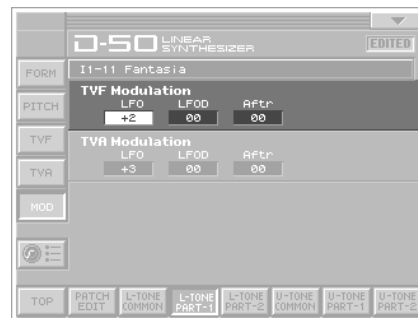 D-50 LINEAR SYNTHESIZER
EDITED
FORM
I1-11 Fantasia
PITCH
TVF Modulation
LFO LFOD Aftr
+2 00 00
TVF
TVA Modulation
LFO LFOD Aftr
+3 00 00
TVA
MOD
TOP
PATCH EDIT
L-TONE COMMON
L-TONE PART-1
L-TONE PART-2
U-TONE COMMON
U-TONE PART-1
U-TONE PART-2